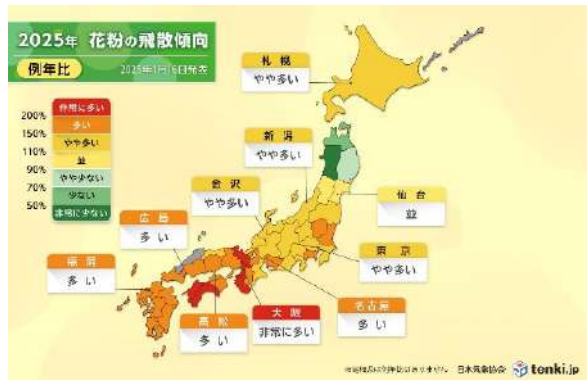 2025年 花粉の飛散傾向
例年比
2025年1月16日発表
札幌
やや多い
200%
150%
110%
90%
70%
50%
非常に多い
多い
やや多い
並
やや少ない
少ない
非常に少ない
新潟
やや多い
金沢
やや多い
仙台
並
広島
多い
東京
やや多い
福岡
多い
名古屋
多い
高松
多い
大阪
非常に多い
日本気象協会 tenki.jp